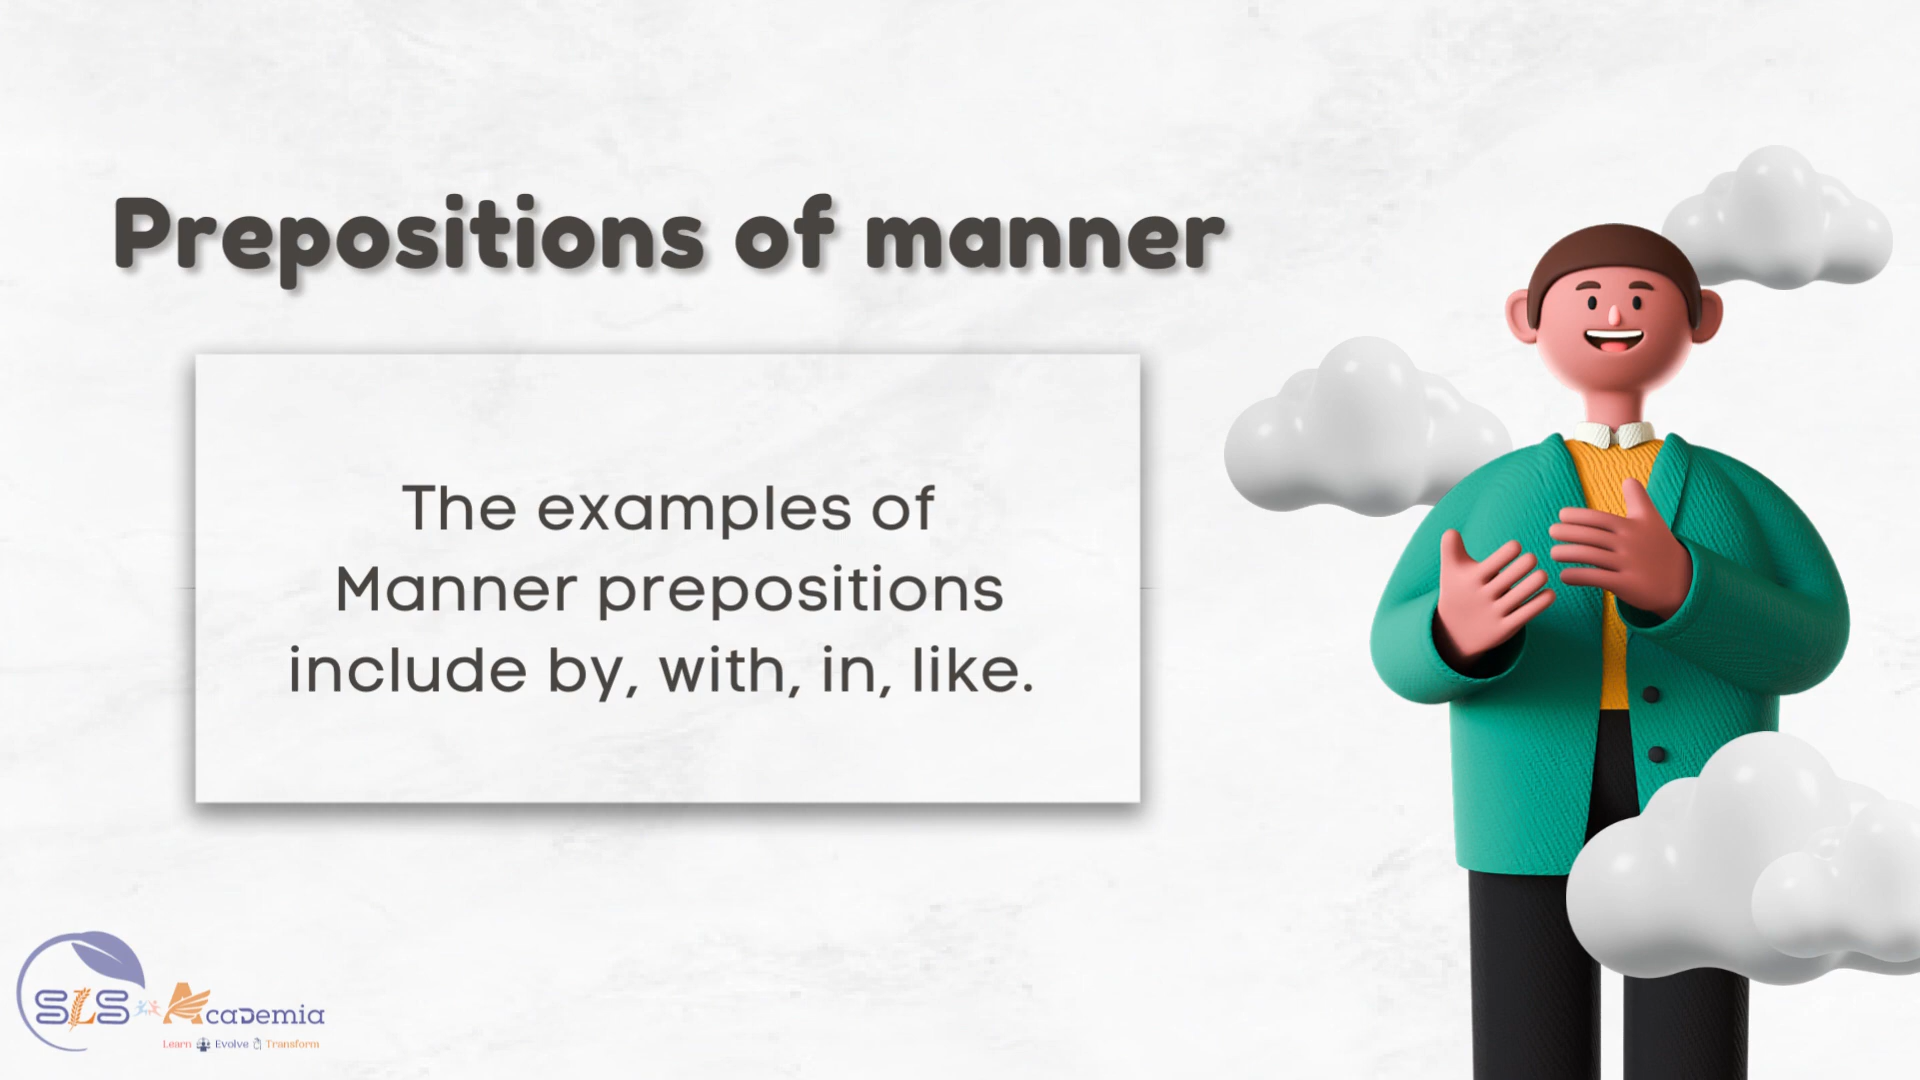 Prepositions of manner
The examples of
Manner prepositions
include by, with, in, like.
SLS AcaDemia
Learn Evolve Transform